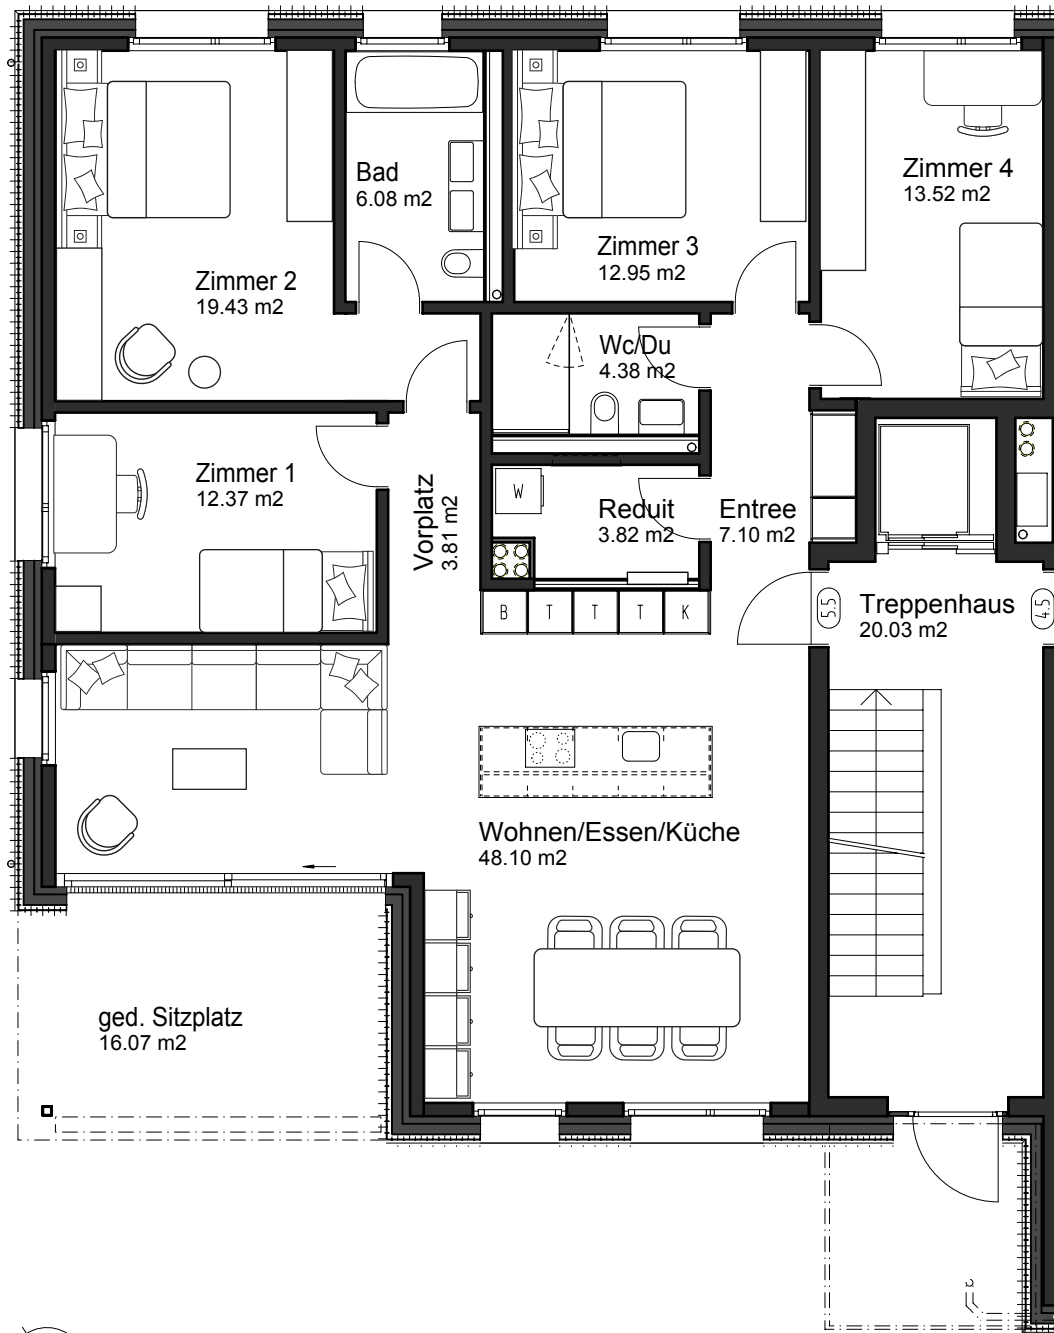 Bad
6.08 m2
Zimmer 4
13.52 m2
Zimmer 3
12.95 m2
Zimmer 2
19.43 m2
Wc/Du
4.38 m2
Zimmer 1
12.37 m2
Vorplatz
3.81 m2
W
Reduit
3.82 m2
Entree
7.10 m2
B T T T K
5.5
Treppenhaus
20.03 m2
4.5
Wohnen/Essen/Küche
48.10 m2
ged. Sitzplatz
16.07 m2